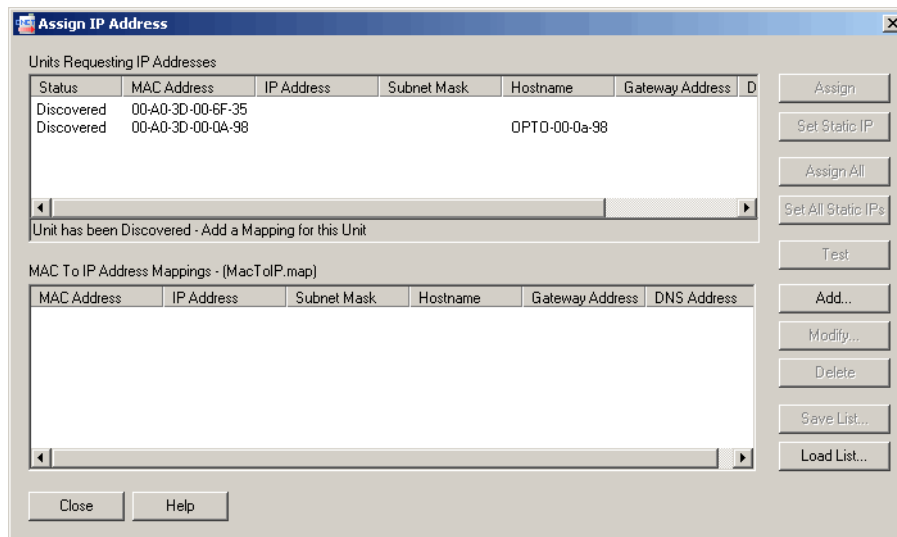 Assign IP Address
Units Requesting IP Addresses
Status MAC Address IP Address Subnet Mask Hostname Gateway Address D
Discovered 00-A0-3D-00-6F-35
Discovered 00-A0-3D-00-0A-98 OPTO-00-0a-98
Unit has been Discovered - Add a Mapping for this Unit
Assign
Set Static IP
Assign All
Set All Static IPs
Test
MAC To IP Address Mappings - (MacToIP.map)
MAC Address IP Address Subnet Mask Hostname Gateway Address DNS Address
Add...
Modify...
Delete
Save List...
Load List...
Close Help